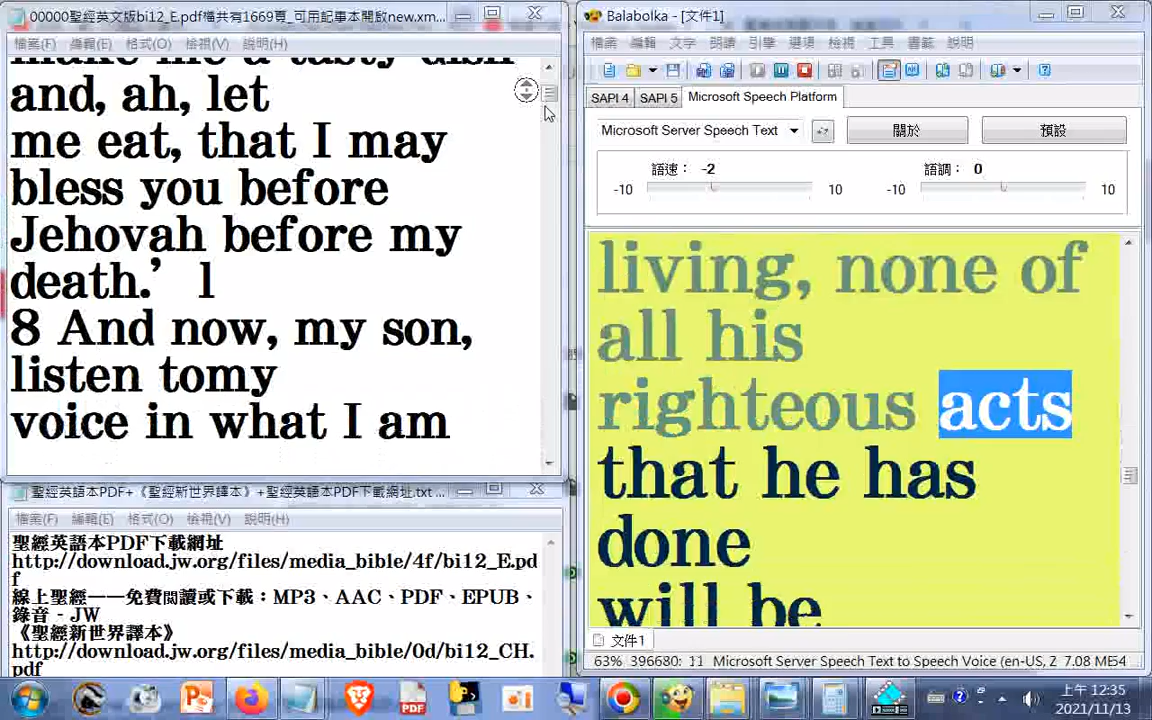 00000聖經英文版bi12_E.pdf檔共有1669頁_可用記事本開啟new.xm...
檔案(F) 編輯(E) 格式(O) 檢視(V) 說明(H)
make me a tasty dish
and, ah, let
me eat, that I may
bless you before
Jehovah before my
death.’ 1
8 And now, my son,
listen tomy
voice in what I am
聖經英語本PDF+《聖經新世界譯本》+聖經英語本PDF下載網址.txt ...
檔案(F) 編輯(E) 格式(O) 檢視(V) 說明(H)
聖經英語本PDF下載網址
http://download.jw.org/files/media_bible/4f/bi12_E.pd
f
線上聖經——免費閱讀或下載：MP3、AAC、PDF、EPUB、
錄音 - JW
《聖經新世界譯本》
http://download.jw.org/files/media_bible/0d/bi12_CH.
pdf
Balabolka - [文件1]
檔案 編輯 文字 朗讀 引擎 選項 檢視 工具 書籤 說明
SAPI 4 SAPI 5 Microsoft Speech Platform
Microsoft Server Speech Text 關於 預設
語速： -2 語調： 0
-10 10 -10 10
living, none of
all his
righteous acts
that he has
done
will be
文件1
63% 396680: 11 Microsoft Server Speech Text to Speech Voice (en-US, Z 7.08 ME54
PDF
上午 12:35
2021/11/13